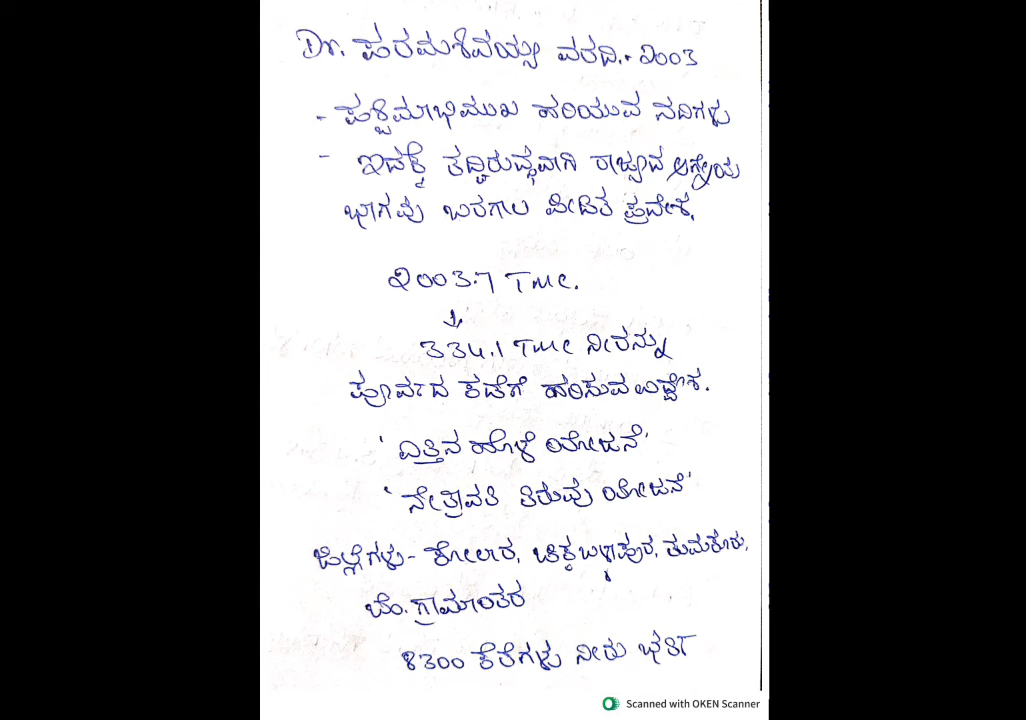 Dr. ಪರಮಶಿವಯ್ಯ ವರದಿ.- 2003
- ಪಶ್ಚಿಮಾಭಿಮುಖ ಹರಿಯುವ ನದಿಗಳು
- ಇದಕ್ಕೆ ತದ್ವಿರುದ್ಧವಾಗಿ ರಾಜ್ಯದ ಆಗ್ನೇಯ
ಭಾಗವು ಬರಗಾಲ ಪೀಡಿತ ಪ್ರದೇಶ.
2003.7 TMC.
↓
334.1 TMC ನೀರನ್ನು
ಪೂರ್ವದ ಕಡೆಗೆ ಹರಿಸುವ ಉದ್ದೇಶ.
'ಎತ್ತಿನ ಹೊಳೆ ಯೋಜನೆ'
'ನೇತ್ರಾವತಿ ತಿರುವು ಯೋಜನೆ'
ಜಿಲ್ಲೆಗಳು - ಕೋಲಾರ, ಚಿಕ್ಕಬಳ್ಳಾಪುರ, ತುಮಕೂರು,
ಬೆಂ. ಗ್ರಾಮಾಂತರ
8300 ಕೆರೆಗಳು ನೀರು ಭರ್ತಿ
Scanned with OKEN Scanner